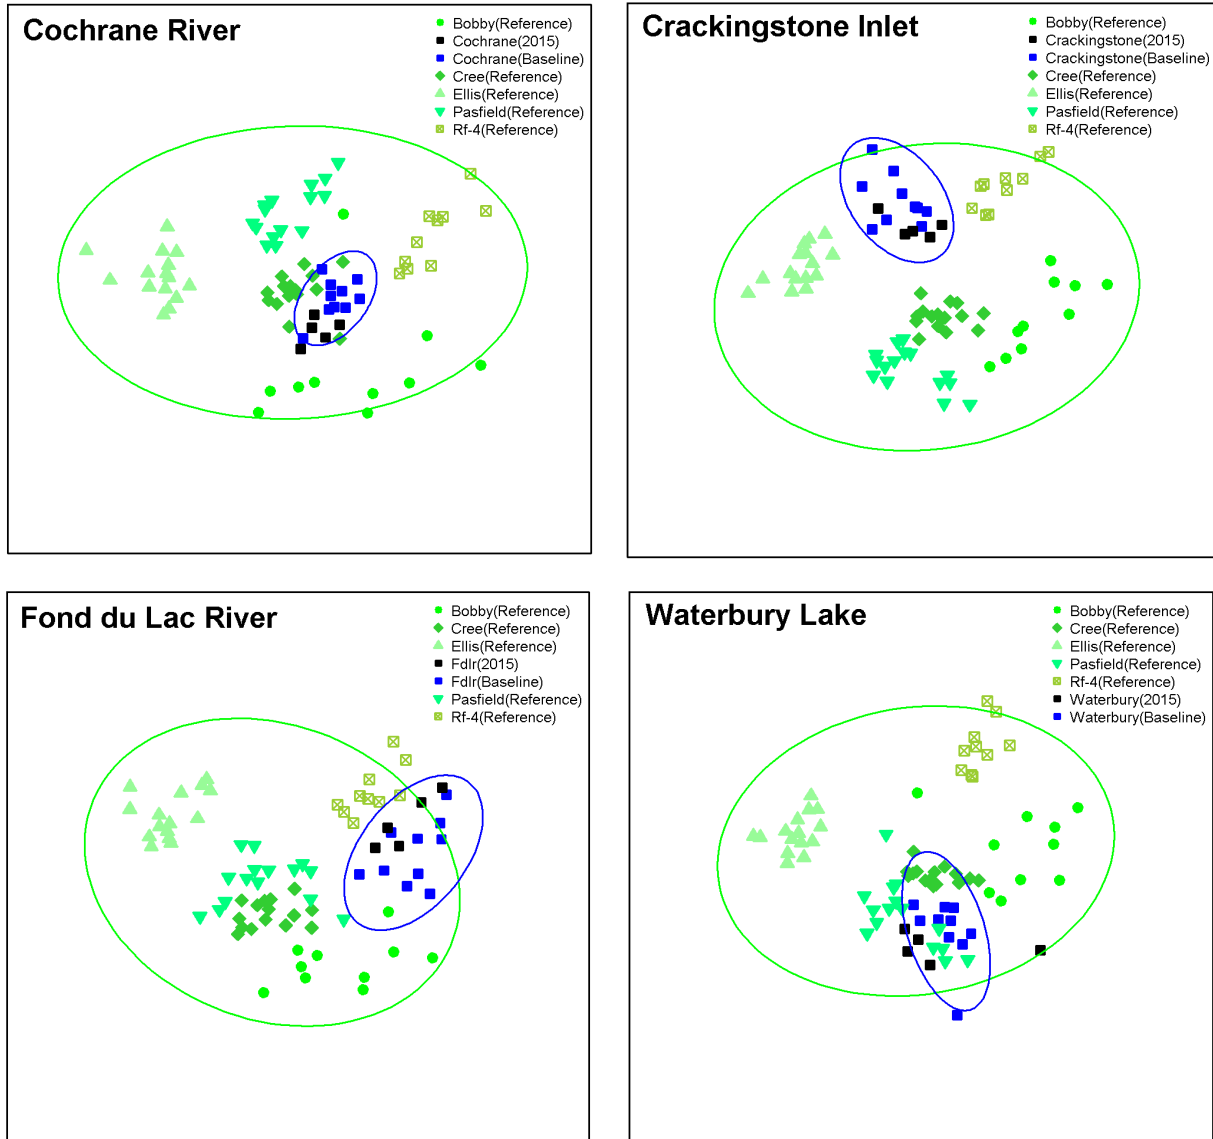 Cochrane River
Bobby(Reference)
Cochrane(2015)
Cochrane(Baseline)
Cree(Reference)
Ellis(Reference)
Pasfield(Reference)
Rf-4(Reference)
Crackingstone Inlet
Bobby(Reference)
Crackingstone(2015)
Crackingstone(Baseline)
Cree(Reference)
Ellis(Reference)
Pasfield(Reference)
Rf-4(Reference)
Fond du Lac River
Bobby(Reference)
Cree(Reference)
Ellis(Reference)
Fdlr(2015)
Fdlr(Baseline)
Pasfield(Reference)
Rf-4(Reference)
Waterbury Lake
Bobby(Reference)
Cree(Reference)
Ellis(Reference)
Pasfield(Reference)
Rf-4(Reference)
Waterbury(2015)
Waterbury(Baseline)